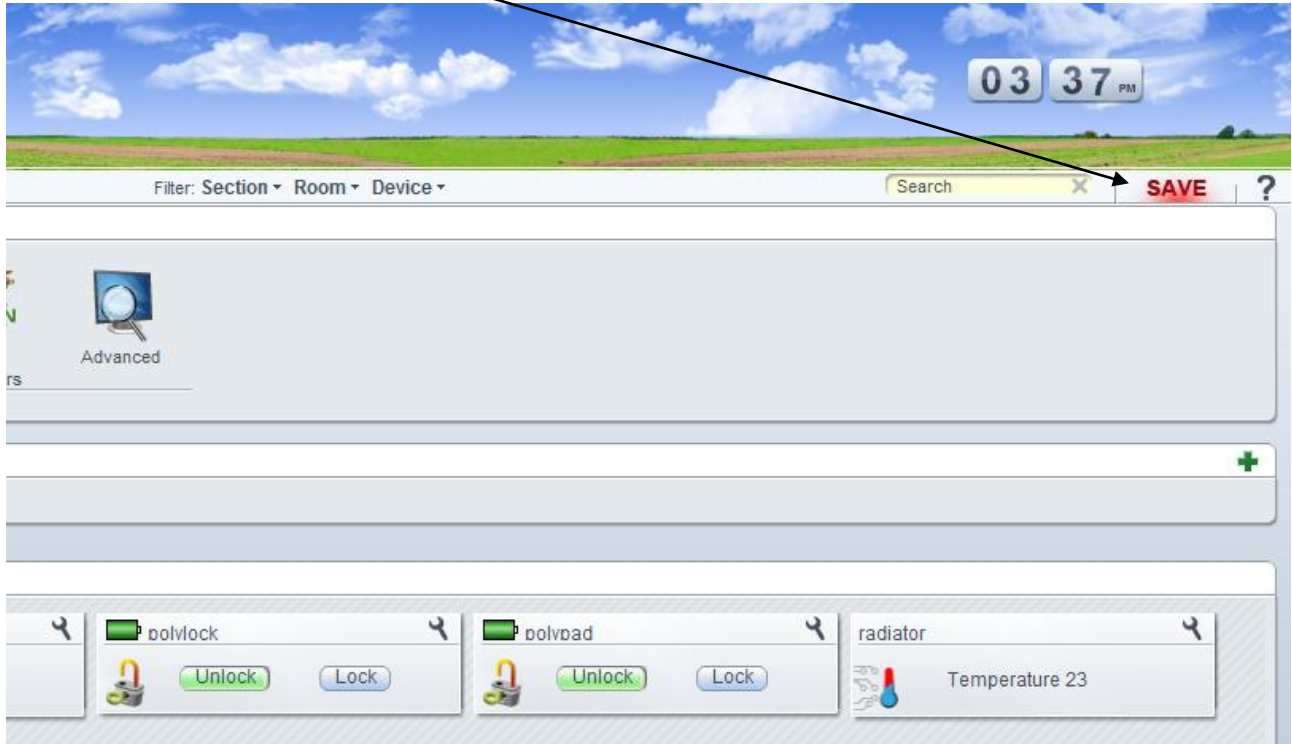 03 37 PM
Filter: Section Room Device Search SAVE ?
N
Advanced
rs
polylock polypad radiator
Unlock Lock Unlock Lock Temperature 23